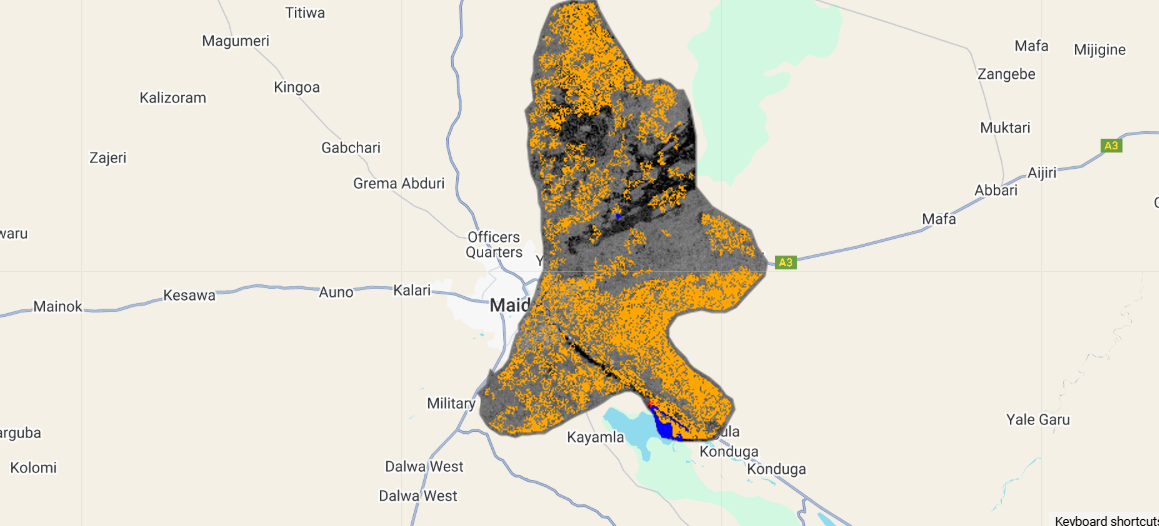 Titiwa
Magumeri
Mafa
Mijigine
Zangebe
Kingoa
Kalizoram
Muktari
A3
Gabchari
Zajeri
Aijiri
Grema Abduri
Abbari
Mafa
waru
Officers
Quarters
Y
A3
Kesawa
Auno
Kalari
Mainok
Maid
Military
Yale Garu
arguba
Kayamla
ula
Konduga
Dalwa West
Kolomi
Konduga
Dalwa West
Keyboard shortcuts